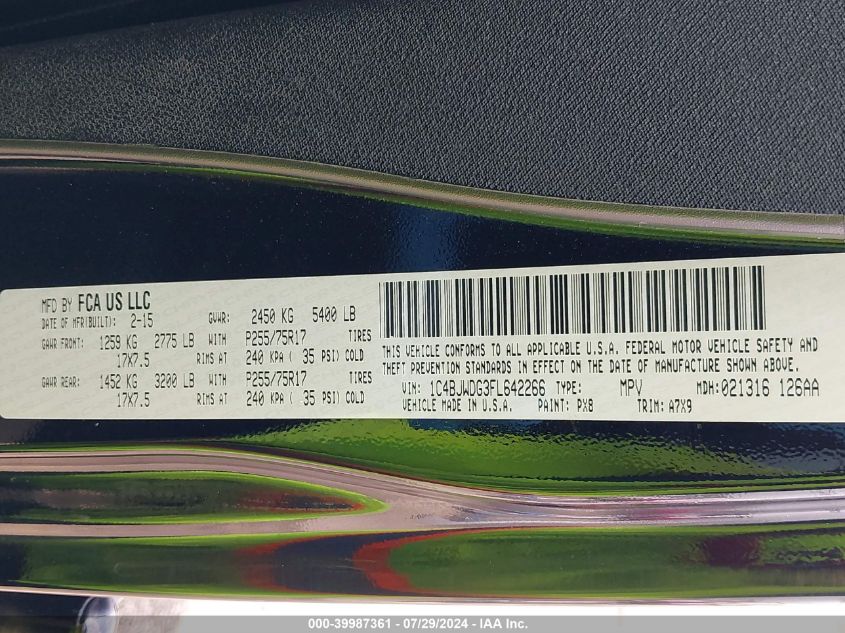 MFD BY FCA US LLC
DATE OF MFR(BUILT): 2-15 GVWR: 2450 KG 5400 LB
GAWR FRONT: 1259 KG 2775 LB WITH P255/75R17 TIRES
17X7.5 RIMS AT 240 KPA ( 35 PSI) COLD
GAWR REAR: 1452 KG 3200 LB WITH P255/75R17 TIRES
17X7.5 RIMS AT 240 KPA ( 35 PSI) COLD
THIS VEHICLE CONFORMS TO ALL APPLICABLE U.S.A. FEDERAL MOTOR VEHICLE SAFETY AND
THEFT PREVENTION STANDARDS IN EFFECT ON THE DATE OF MANUFACTURE SHOWN ABOVE.
VIN: 1C4BJWDG3FL642266 TYPE: MPV MDH:021316 126AA
VEHICLE MADE IN U.S.A. PAINT: PX8 TRIM: A7X9
000-39987361 - 07/29/2024 - IAA Inc.